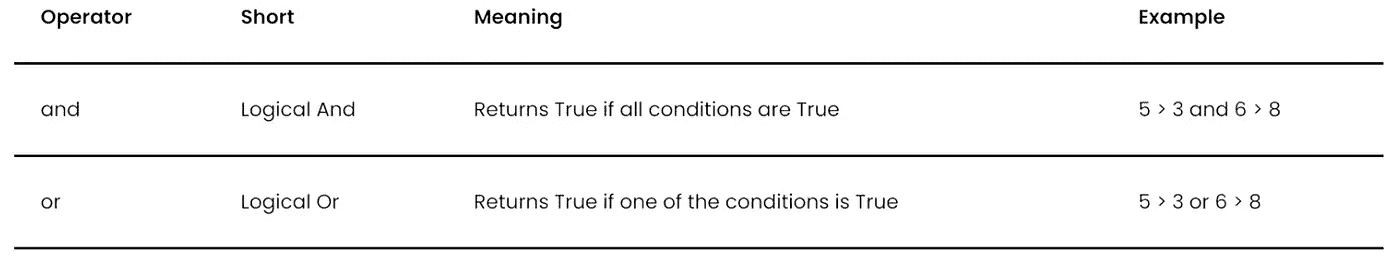 Operator Short Meaning Example
and Logical And Returns True if all conditions are True 5 > 3 and 6 > 8
or Logical Or Returns True if one of the conditions is True 5 > 3 or 6 > 8